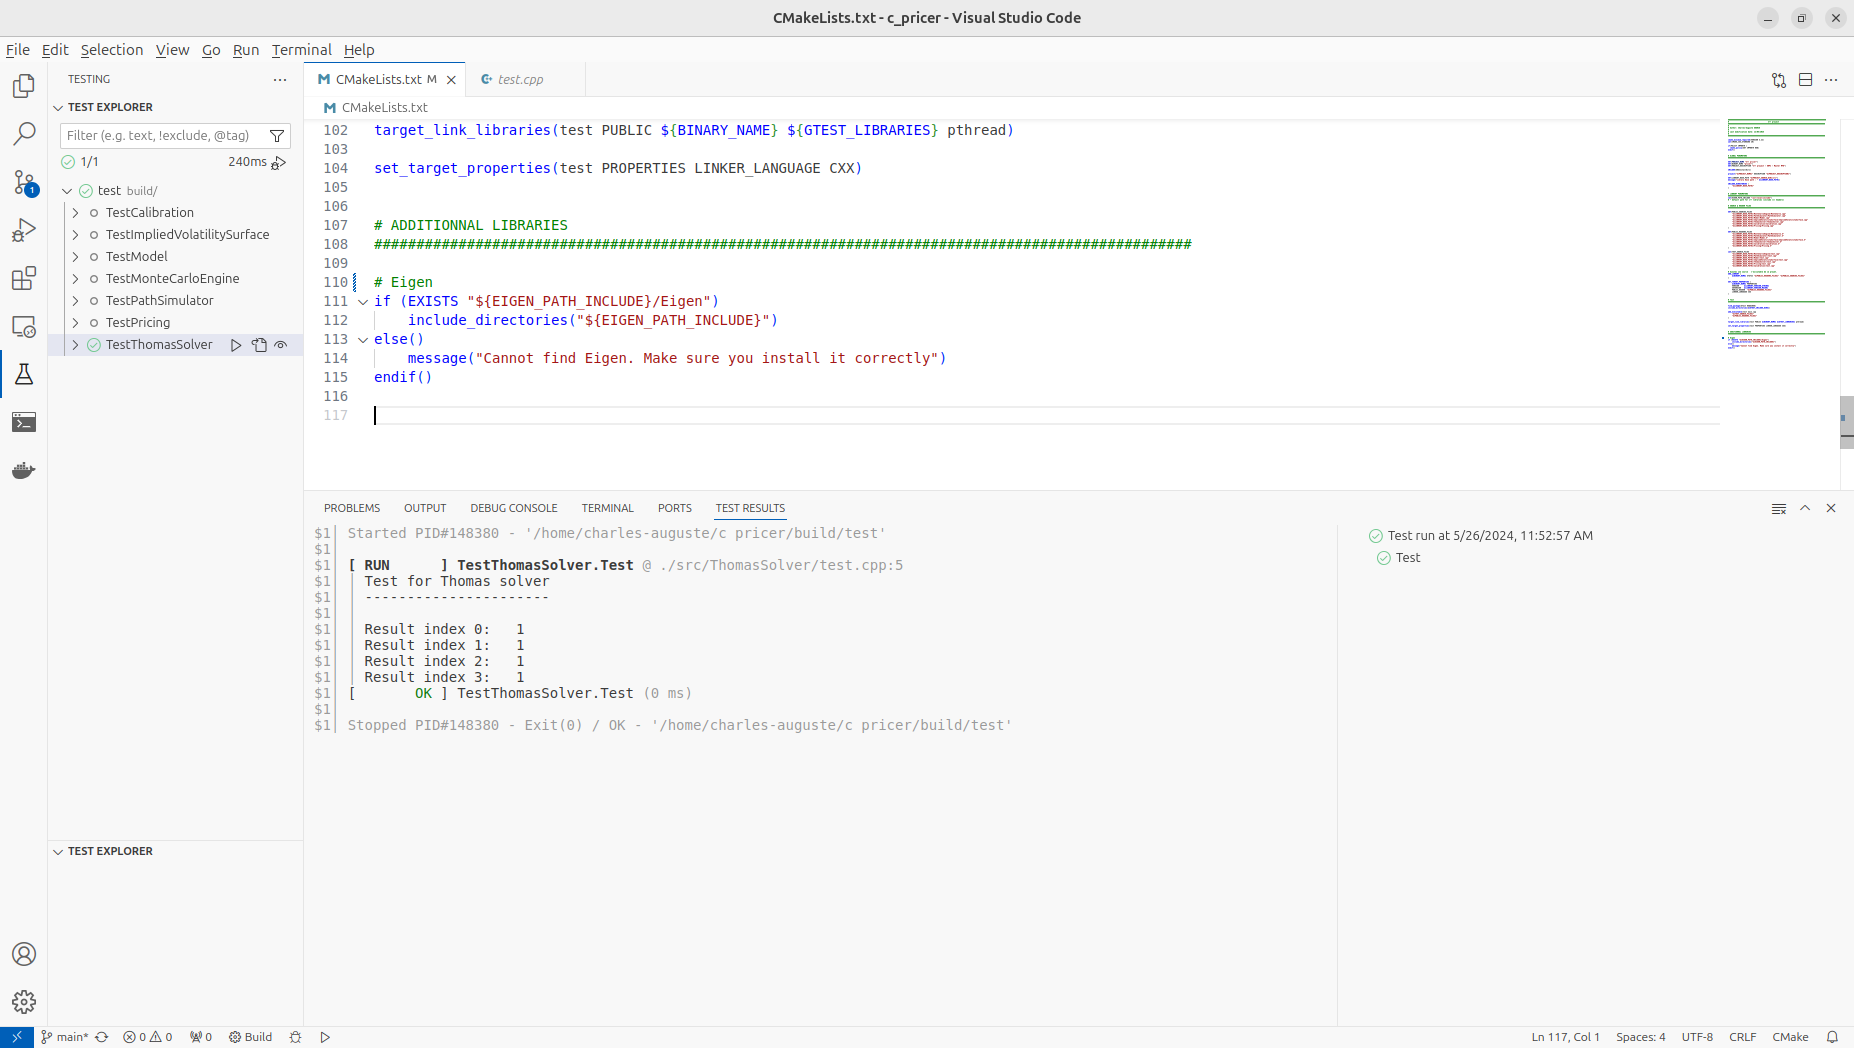 CMakeLists.txt - c_pricer - Visual Studio Code
File Edit Selection View Go Run Terminal Help
TESTING
TEST EXPLORER
Filter (e.g. text, !exclude, @tag)
1/1 240ms
1
test build/
TestCalibration
TestImpliedVolatilitySurface
TestModel
TestMonteCarloEngine
TestPathSimulator
TestPricing
TestThomasSolver
TEST EXPLORER
CMakeLists.txt M test.cpp
CMakeLists.txt
102 target_link_libraries(test PUBLIC ${BINARY_NAME} ${GTEST_LIBRARIES} pthread)
103
104 set_target_properties(test PROPERTIES LINKER_LANGUAGE CXX)
105
106
107 # ADDITIONNAL LIBRARIES
108 #################################################################################################
109
110 # Eigen
111 if (EXISTS "${EIGEN_PATH_INCLUDE}/Eigen")
112 include_directories("${EIGEN_PATH_INCLUDE}")
113 else()
114 message("Cannot find Eigen. Make sure you install it correctly")
115 endif()
116
117
PROBLEMS OUTPUT DEBUG CONSOLE TERMINAL PORTS TEST RESULTS
$1 Started PID#148380 - '/home/charles-auguste/c pricer/build/test'
$1
$1 [ RUN      ] TestThomasSolver.Test @ ./src/ThomasSolver/test.cpp:5
$1 Test for Thomas solver
$1 ----------------------
$1
$1 Result index 0:   1
$1 Result index 1:   1
$1 Result index 2:   1
$1 Result index 3:   1
$1 [       OK ] TestThomasSolver.Test (0 ms)
$1
$1 Stopped PID#148380 - Exit(0) / OK - '/home/charles-auguste/c pricer/build/test'
Test run at 5/26/2024, 11:52:57 AM
Test
main* 0 0 0 Build
Ln 117, Col 1 Spaces: 4 UTF-8 CRLF CMake